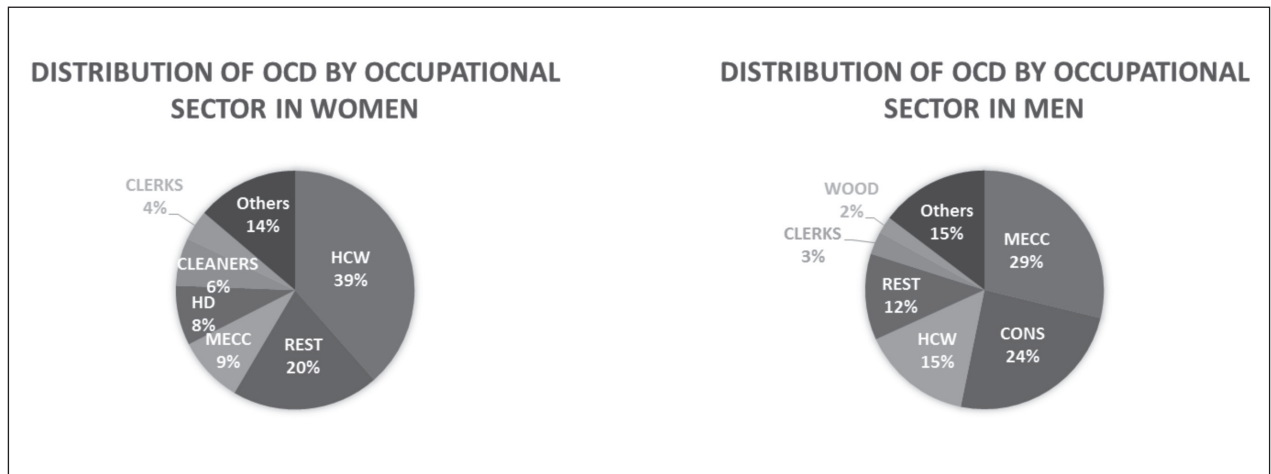 DISTRIBUTION OF OCD BY OCCUPATIONAL
SECTOR IN WOMEN
CLERKS
4%
Others
14%
HCW
39%
CLEANERS
6%
HD
8%
MECC
9%
REST
20%
DISTRIBUTION OF OCD BY OCCUPATIONAL
SECTOR IN MEN
WOOD
2%
CLERKS
3%
Others
15%
MECC
29%
REST
12%
HCW
15%
CONS
24%